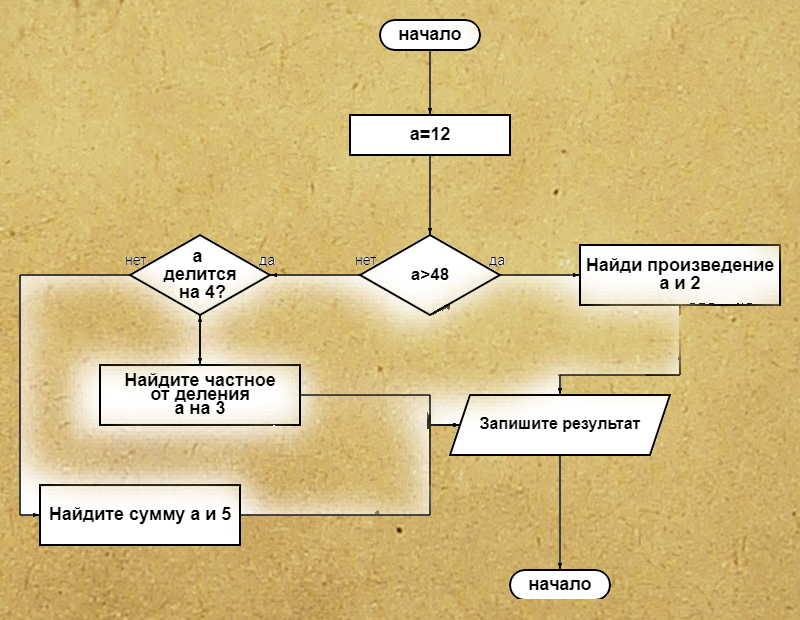 начало
a=12
нет
а
делится
на 4?
да
нет
a>48
да
Найди произведение
а и 2
Найдите частное
от деления
а на 3
Запишите результат
Найдите сумму а и 5
начало